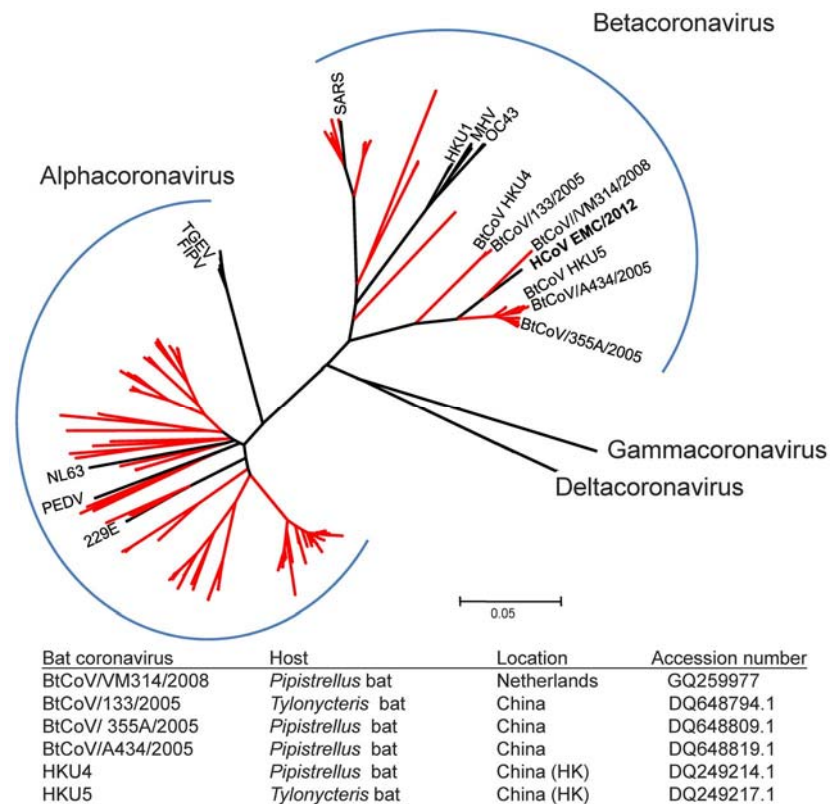 Betacoronavirus
SARS
HKU1
MHV
OC43
Alphacoronavirus
BtCoV HKU4
BtCoV/133/2005
BtCoV//VM314/2008
HCoV EMC/2012
BtCoV HKU5
BtCoV/A434/2005
BtCoV/355A/2005
TGEV
FIPV
NL63
PEDV
229E
Gammacoronavirus
Deltacoronavirus
0.05
Bat coronavirus Host Location Accession number
BtCoV/VM314/2008 Pipistrellus bat Netherlands GQ259977
BtCoV/133/2005 Tylonycteris bat China DQ648794.1
BtCoV/ 355A/2005 Pipistrellus bat China DQ648809.1
BtCoV/A434/2005 Pipistrellus bat China DQ648819.1
HKU4 Pipistrellus bat China (HK) DQ249214.1
HKU5 Tylonycteris bat China (HK) DQ249217.1